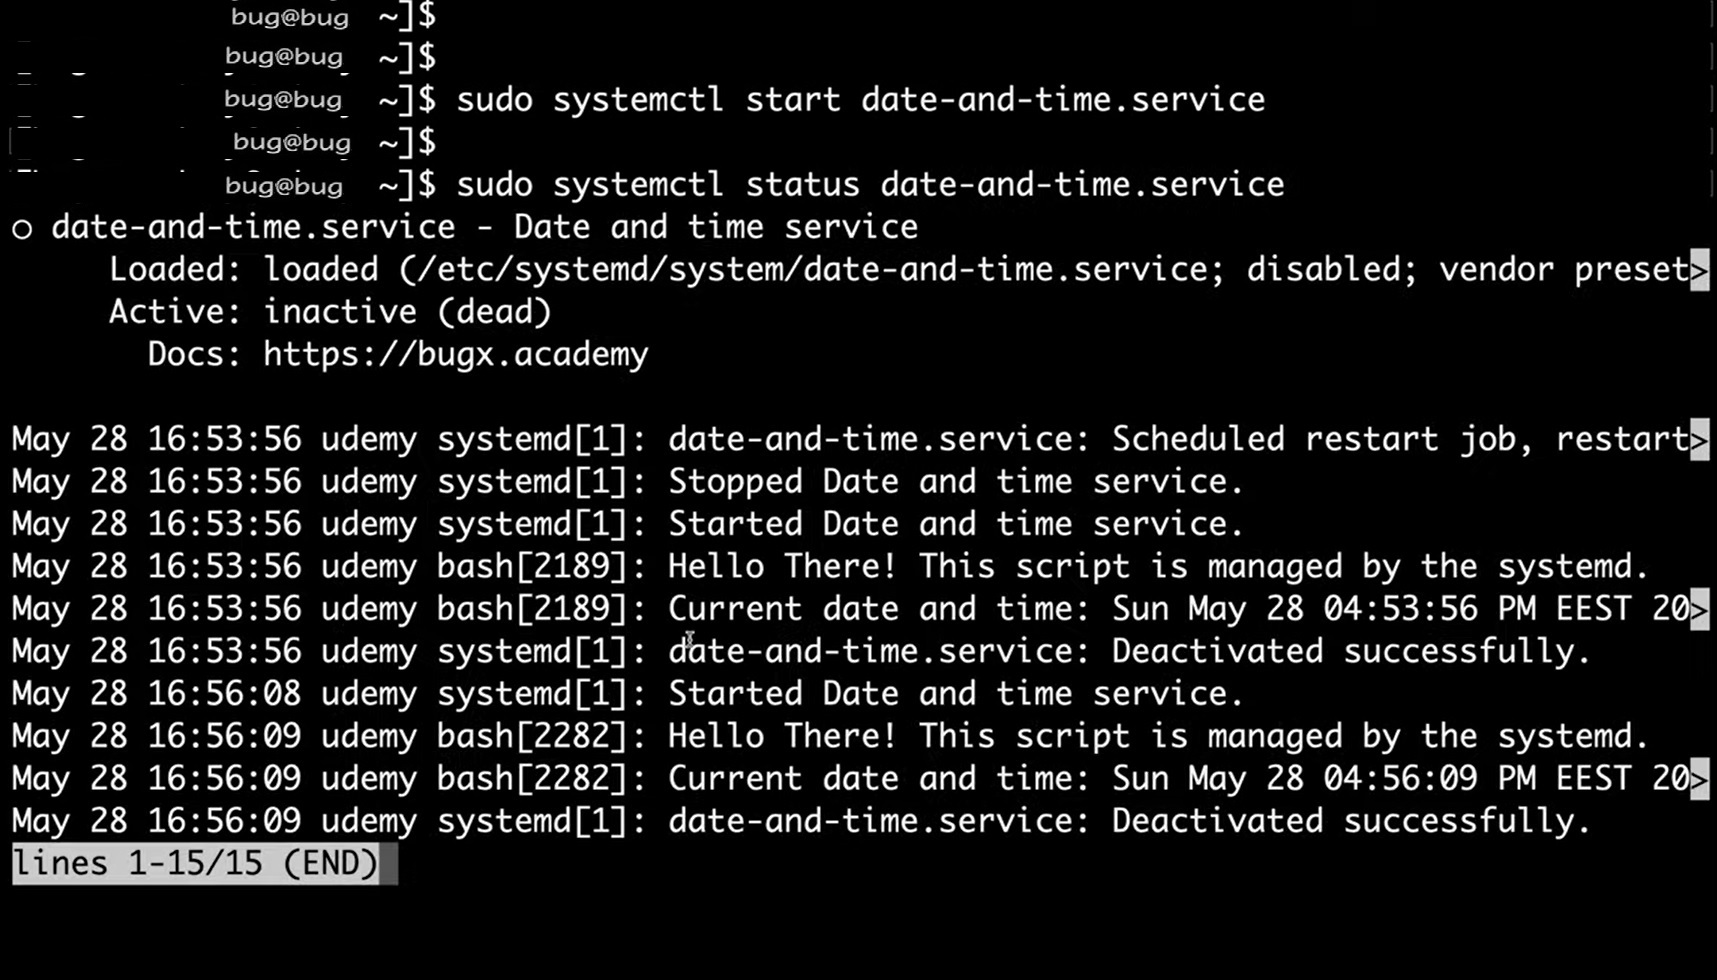 bug@bug ~]$
bug@bug ~]$
bug@bug ~]$ sudo systemctl start date-and-time.service
bug@bug ~]$
bug@bug ~]$ sudo systemctl status date-and-time.service
○ date-and-time.service - Date and time service
Loaded: loaded (/etc/systemd/system/date-and-time.service; disabled; vendor preset>
Active: inactive (dead)
Docs: https://bugx.academy
May 28 16:53:56 udemy systemd[1]: date-and-time.service: Scheduled restart job, restart>
May 28 16:53:56 udemy systemd[1]: Stopped Date and time service.
May 28 16:53:56 udemy systemd[1]: Started Date and time service.
May 28 16:53:56 udemy bash[2189]: Hello There! This script is managed by the systemd.
May 28 16:53:56 udemy bash[2189]: Current date and time: Sun May 28 04:53:56 PM EEST 20>
May 28 16:53:56 udemy systemd[1]: date-and-time.service: Deactivated successfully.
May 28 16:56:08 udemy systemd[1]: Started Date and time service.
May 28 16:56:09 udemy bash[2282]: Hello There! This script is managed by the systemd.
May 28 16:56:09 udemy bash[2282]: Current date and time: Sun May 28 04:56:09 PM EEST 20>
May 28 16:56:09 udemy systemd[1]: date-and-time.service: Deactivated successfully.
lines 1-15/15 (END)